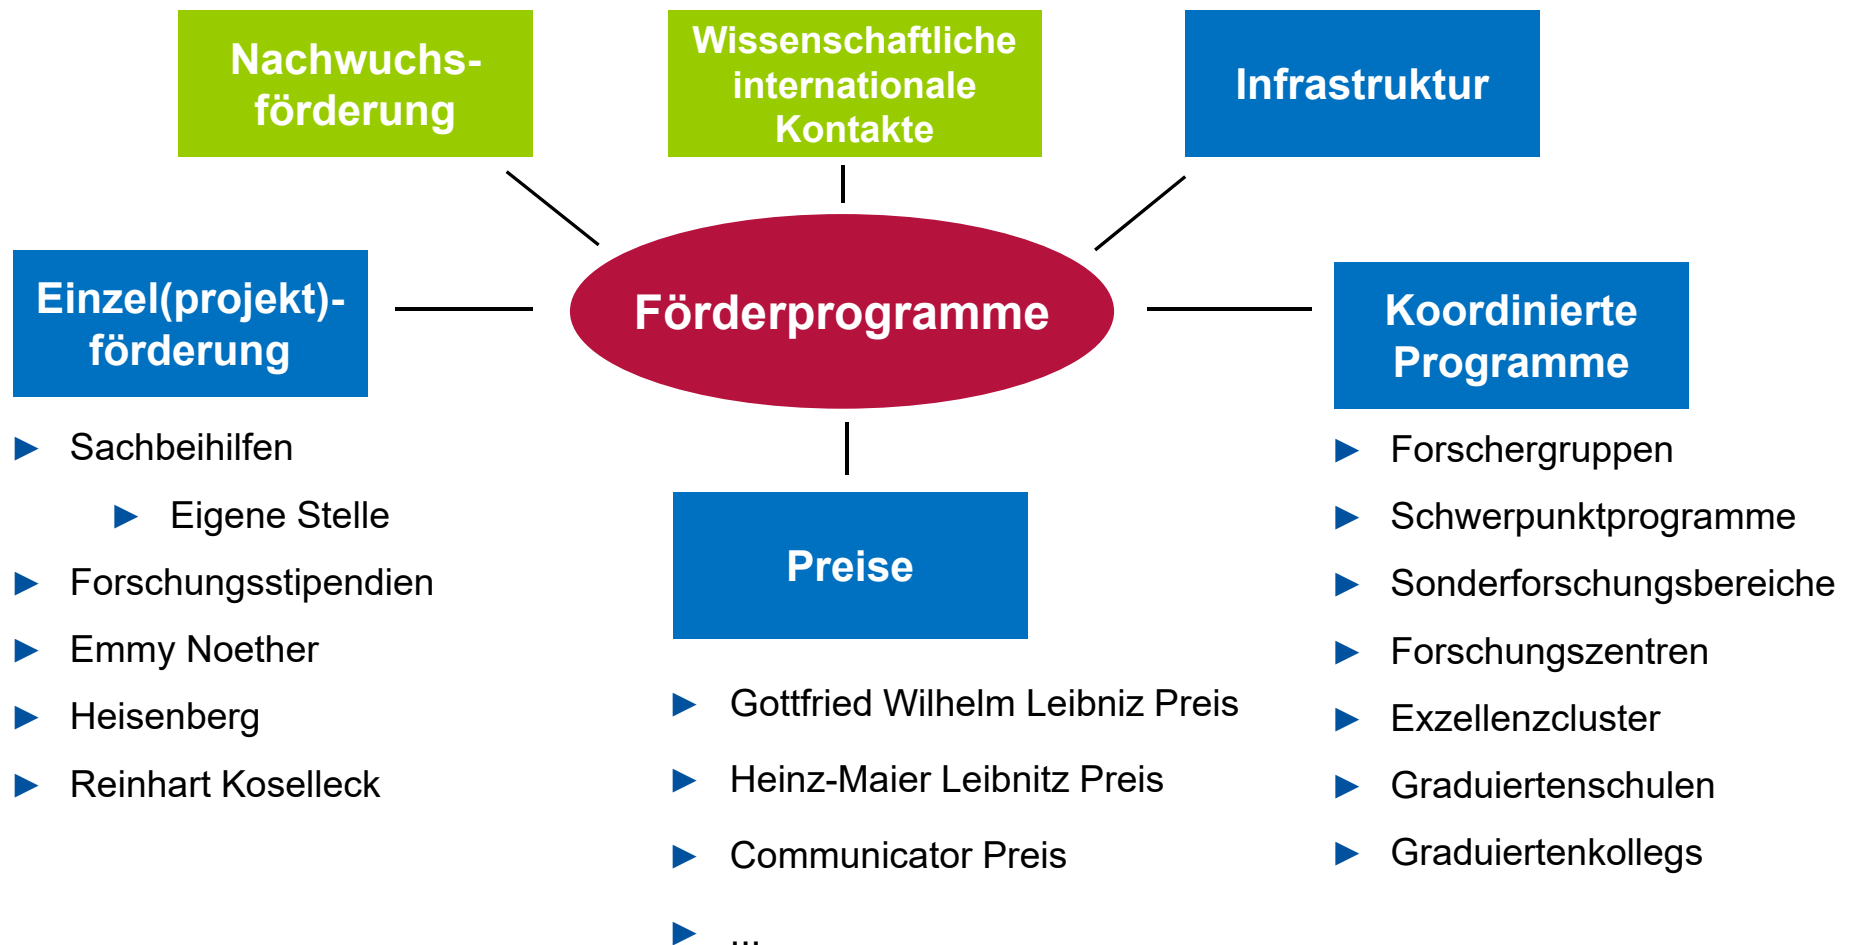 Nachwuchs-
förderung
Wissenschaftliche
internationale
Kontakte
Infrastruktur
Einzel(projekt)-
förderung
Förderprogramme
Koordinierte
Programme
► Sachbeihilfen
► Eigene Stelle
► Forschungsstipendien
► Emmy Noether
► Heisenberg
► Reinhart Koselleck
Preise
► Gottfried Wilhelm Leibniz Preis
► Heinz-Maier Leibnitz Preis
► Communicator Preis
► ...
► Forschergruppen
► Schwerpunktprogramme
► Sonderforschungsbereiche
► Forschungszentren
► Exzellenzcluster
► Graduiertenschulen
► Graduiertenkollegs